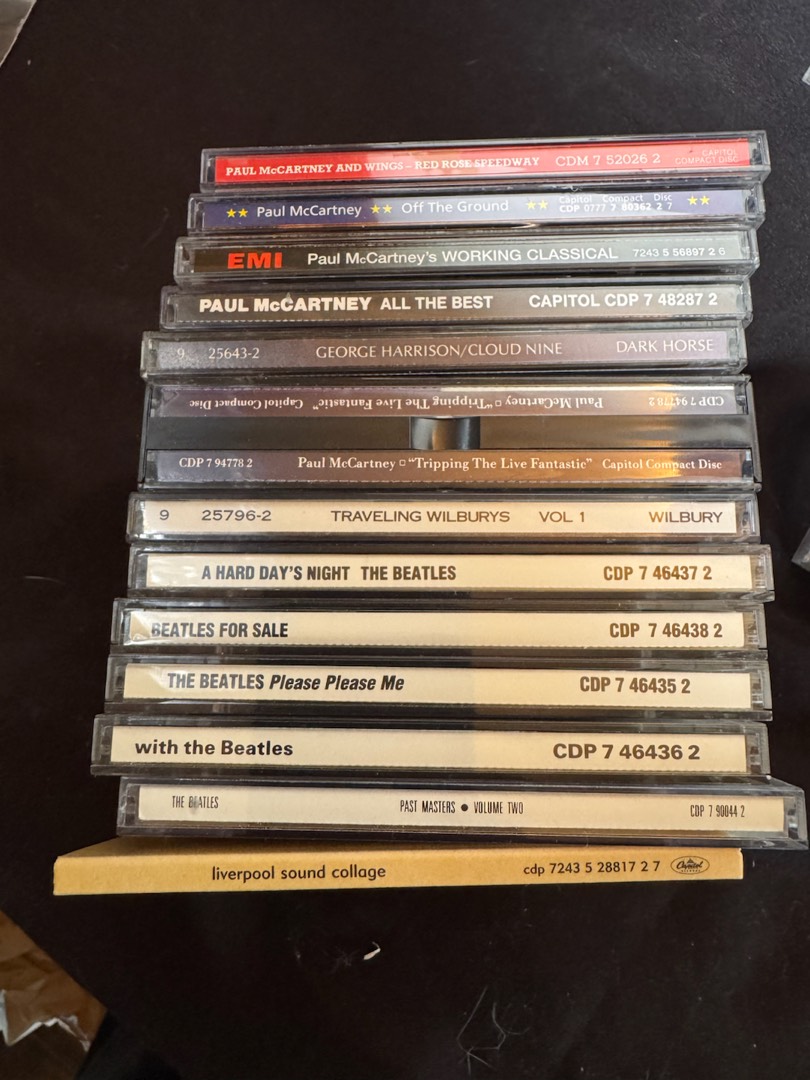 PAUL McCARTNEY AND WINGS – RED ROSE SPEEDWAY CDM 7 52026 2 CAPITOL COMPACT DISC
★★ Paul McCartney ★★ Off The Ground ★★ Capitol Compact Disc CDP 0777 7 80362 2 7 ★★
EMI Paul McCartney's WORKING CLASSICAL 7243 5 56897 2 6
PAUL McCARTNEY ALL THE BEST CAPITOL CDP 7 48287 2
9 25643-2 GEORGE HARRISON/CLOUD NINE DARK HORSE
CDP 7 94778 2 Paul McCartney □ “Tripping The Live Fantastic” Capitol Compact Disc
CDP 7 94778 2 Paul McCartney □ “Tripping The Live Fantastic” Capitol Compact Disc
9 25796-2 TRAVELING WILBURYS VOL 1 WILBURY
A HARD DAY'S NIGHT THE BEATLES CDP 7 46437 2
BEATLES FOR SALE CDP 7 46438 2
THE BEATLES Please Please Me CDP 7 46435 2
with the Beatles CDP 7 46436 2
THE BEATLES PAST MASTERS ● VOLUME TWO CDP 7 90044 2
liverpool sound collage cdp 7243 5 28817 2 7 Capitol